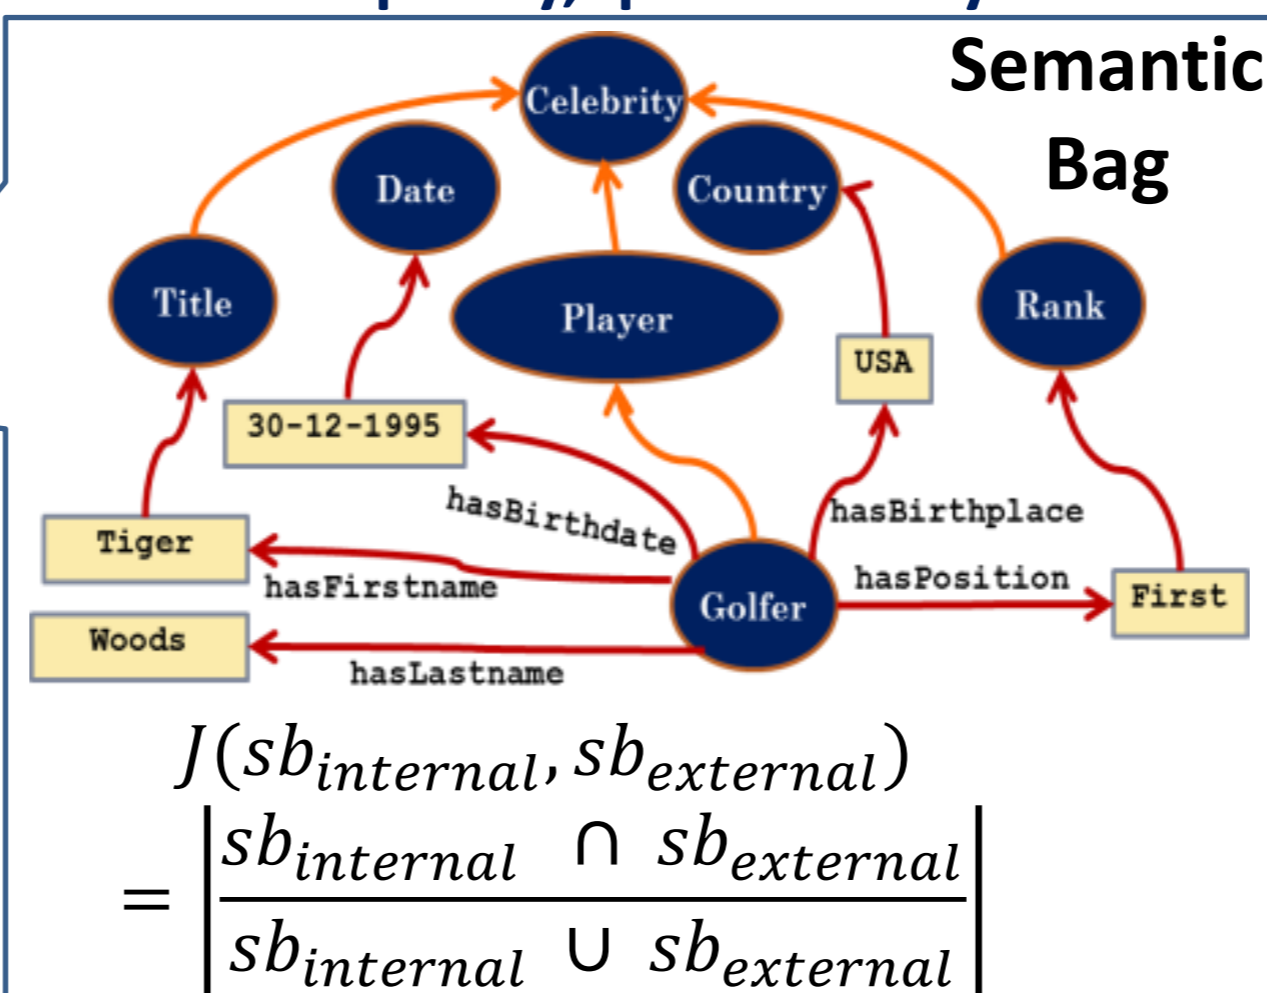 Semantic
Bag
Celebrity
Date
Country
Title
Player
Rank
USA
30-12-1995
hasBirthdate
hasBirthplace
Tiger
hasFirstname
hasPosition
First
Golfer
Woods
hasLastname
J(sb_internal, sb_external)
= |sb_internal ∩ sb_external
sb_internal ∪ sb_external|